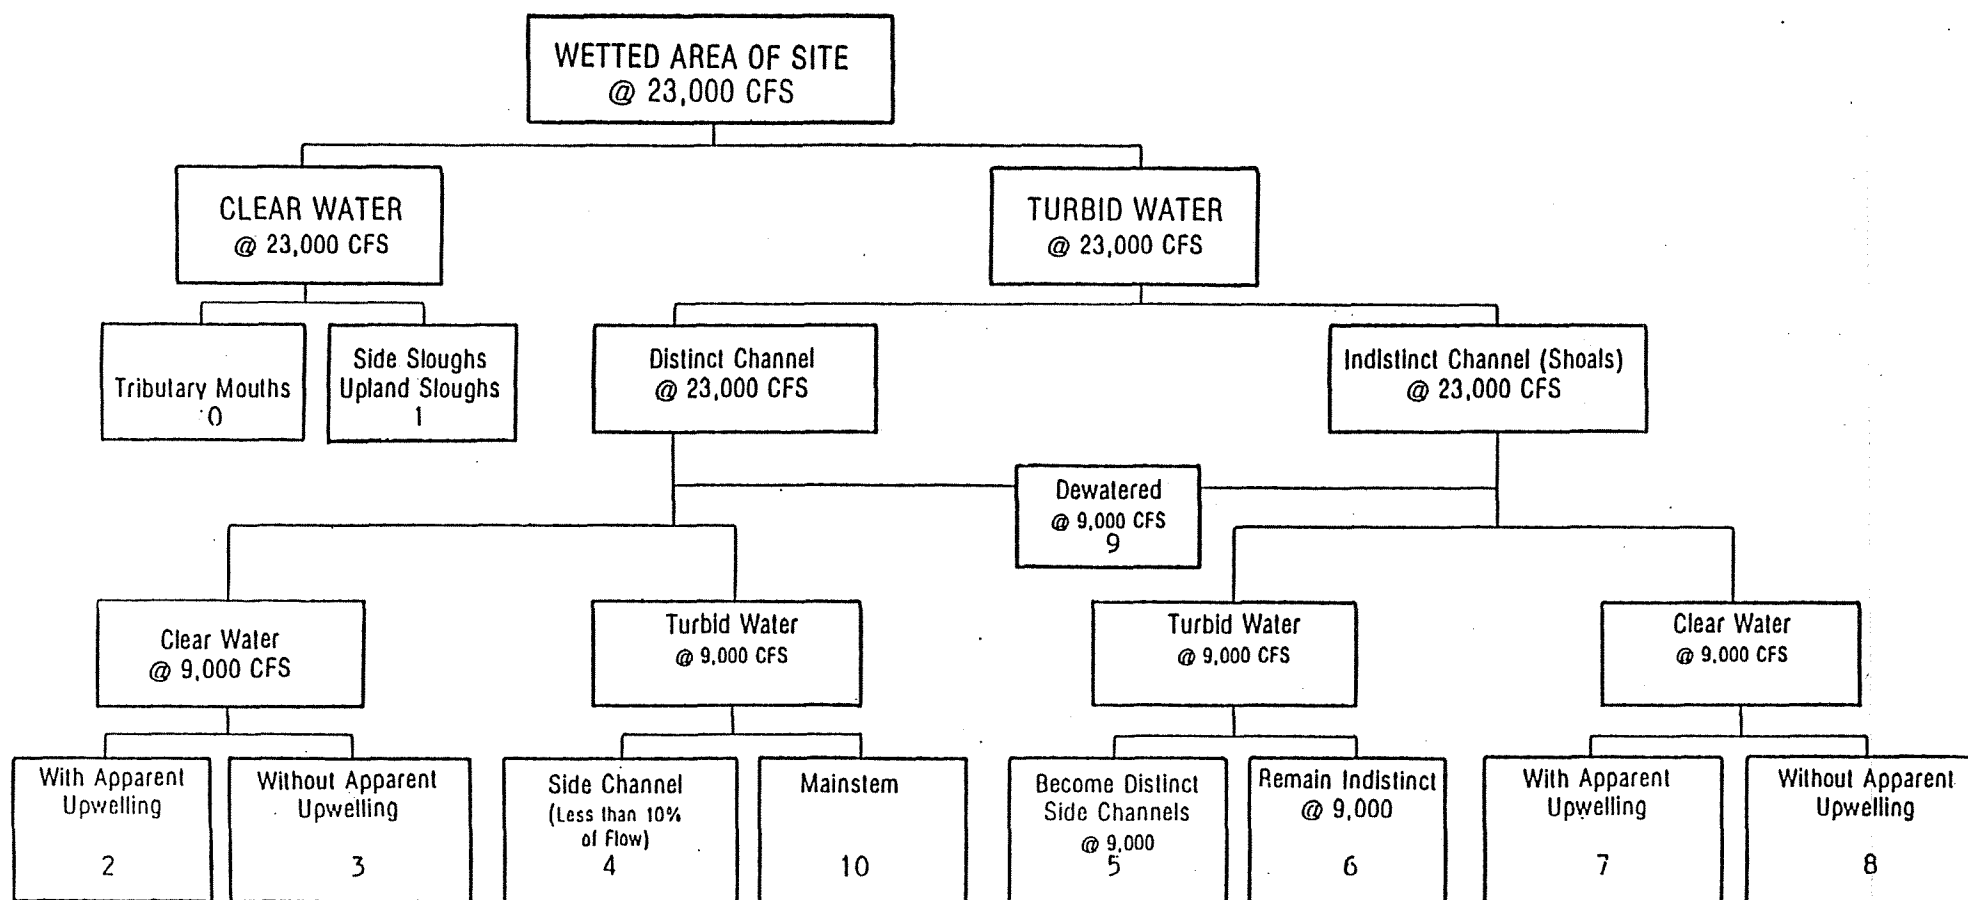 WETTED AREA OF SITE
@ 23,000 CFS
CLEAR WATER
@ 23,000 CFS
TURBID WATER
@ 23,000 CFS
Tributary Mouths
0
Side Sloughs
Upland Sloughs
1
Distinct Channel
@ 23,000 CFS
Indistinct Channel (Shoals)
@ 23,000 CFS
Dewatered
@ 9,000 CFS
9
Clear Water
@ 9,000 CFS
Turbid Water
@ 9,000 CFS
Turbid Water
@ 9,000 CFS
Clear Water
@ 9,000 CFS
With Apparent
Upwelling
2
Without Apparent
Upwelling
3
Side Channel
(Less than 10%
of Flow)
4
Mainstem
10
Become Distinct
Side Channels
@ 9,000
5
Remain Indistinct
@ 9,000
6
With Apparent
Upwelling
7
Without Apparent
Upwelling
8